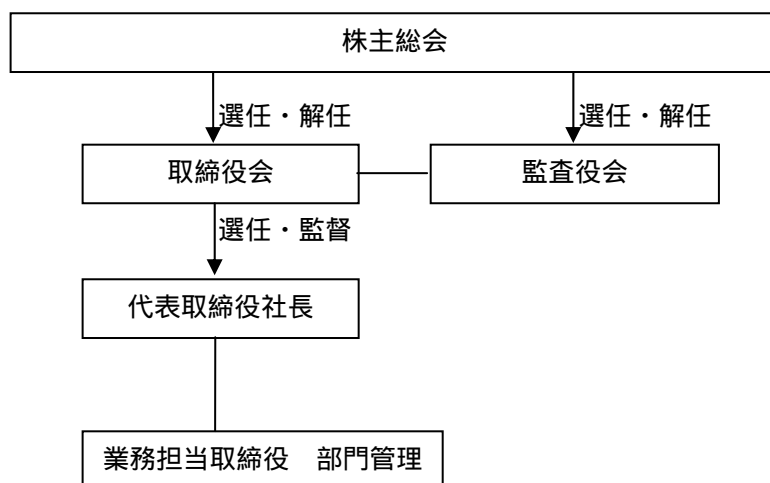 株主総会
選任・解任
選任・解任
取締役会
監査役会
選任・監督
代表取締役社長
業務担当取締役　部門管理